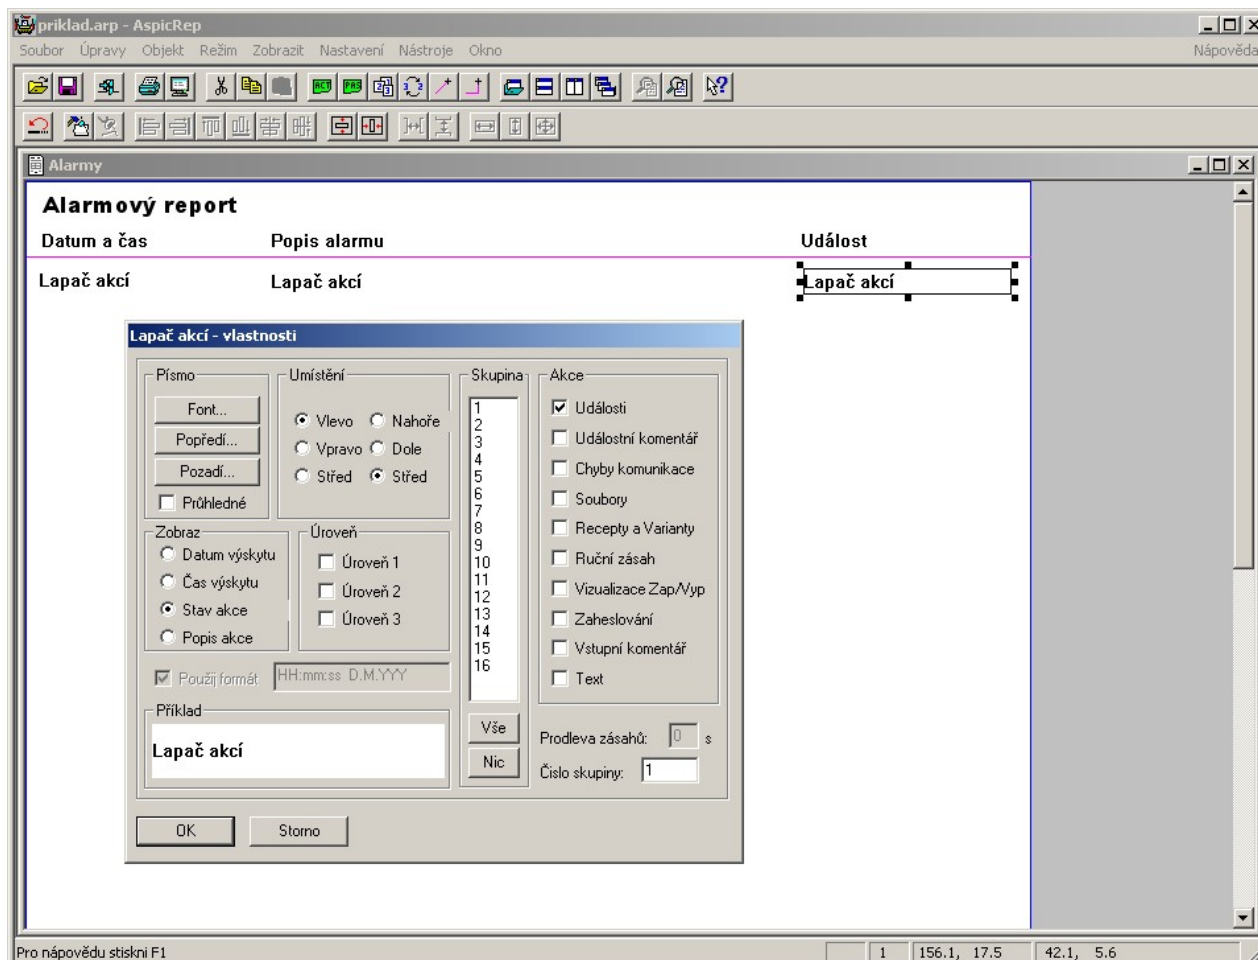 priklad.arp - AspicRep
Soubor Úpravy Objekt Režim Zobrazit Nastavení Nástroje Okno Nápověda
Alarmy
Alarmový report
Datum a čas Popis alarmu Událost
Lapač akcí Lapač akcí Lapač akcí
Lapač akcí - vlastnosti
Písmo Umístění Skupina Akce
Font...
Popředí...
Pozadí...
Průhledné
Vlevo Nahoře
Vpravo Dole
Střed Střed
Zobraz
Datum výskytu
Čas výskytu
Stav akce
Popis akce
Úroveň
Úroveň 1
Úroveň 2
Úroveň 3
Použij formát HH:mm:ss D.M.YYY
Příklad
Lapač akcí
1
2
3
4
5
6
7
8
9
10
11
12
13
14
15
16
Vše
Nic
Události
Událostní komentář
Chyby komunikace
Soubory
Recepty a Varianty
Ruční zásah
Vizualizace Zap/Vyp
Zaheslování
Vstupní komentář
Text
Prodleva zásahů: 0 s
Číslo skupiny: 1
OK Storno
Pro nápovědu stiskni F1 1 156.1, 17.5 42.1, 5.6